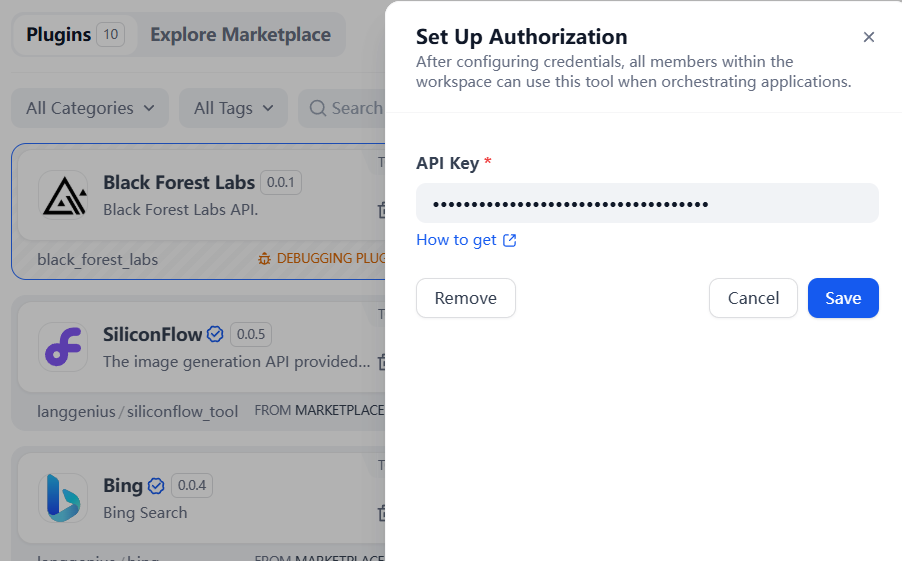 Plugins 10 Explore Marketplace
All Categories All Tags Search
Black Forest Labs 0.0.1
Black Forest Labs API.
black_forest_labs DEBUGGING PLUG
SiliconFlow 0.0.5
The image generation API provided...
langgenius / siliconflow_tool FROM MARKETPLACE
Bing 0.0.4
Bing Search
langgenius / bing FROM MARKETPLACE
Set Up Authorization
After configuring credentials, all members within the
workspace can use this tool when orchestrating applications.
API Key *
••••••••••••••••••••••••••••••••••••
How to get
Remove Cancel Save